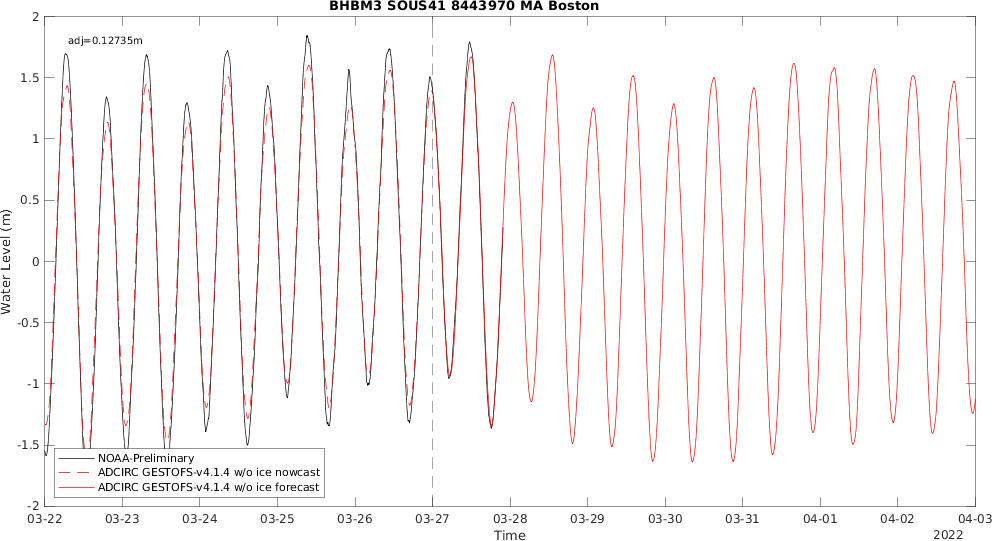 BHBM3 SOUS41 8443970 MA Boston
adj=0.12735m
2
1.5
1
0.5
0
-0.5
-1
-1.5
-2
Water Level (m)
NOAA-Preliminary
ADCIRC GESTOFS-v4.1.4 w/o ice nowcast
ADCIRC GESTOFS-v4.1.4 w/o ice forecast
03-22 03-23 03-24 03-25 03-26 03-27 03-28 03-29 03-30 03-31 04-01 04-02 04-03
Time
2022